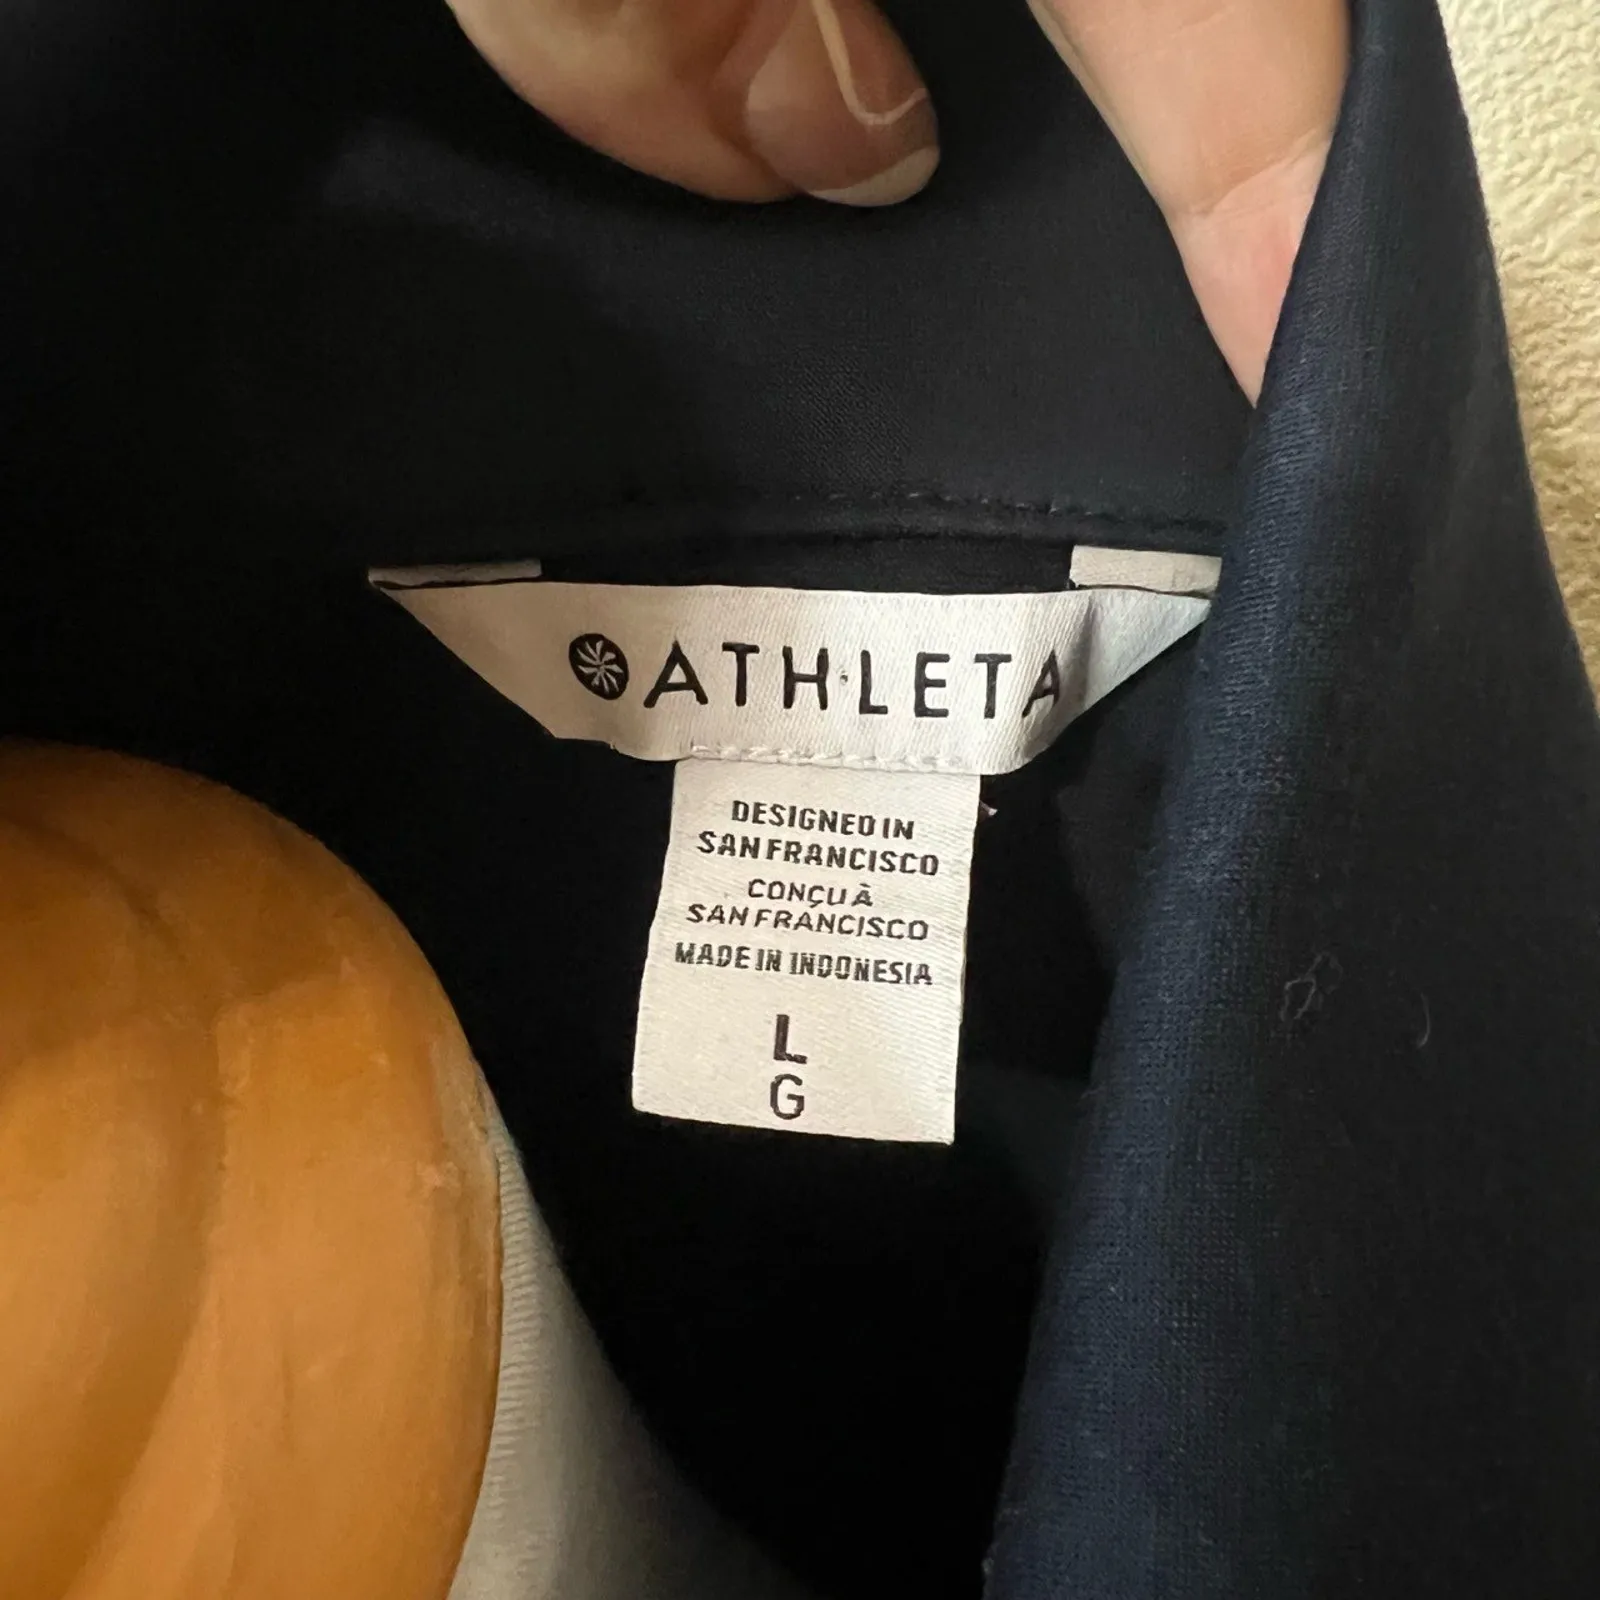 ATHLETA
DESIGNED IN
SAN FRANCISCO
CONÇU À
SAN FRANCISCO
MADE IN INDONESIA
L
G